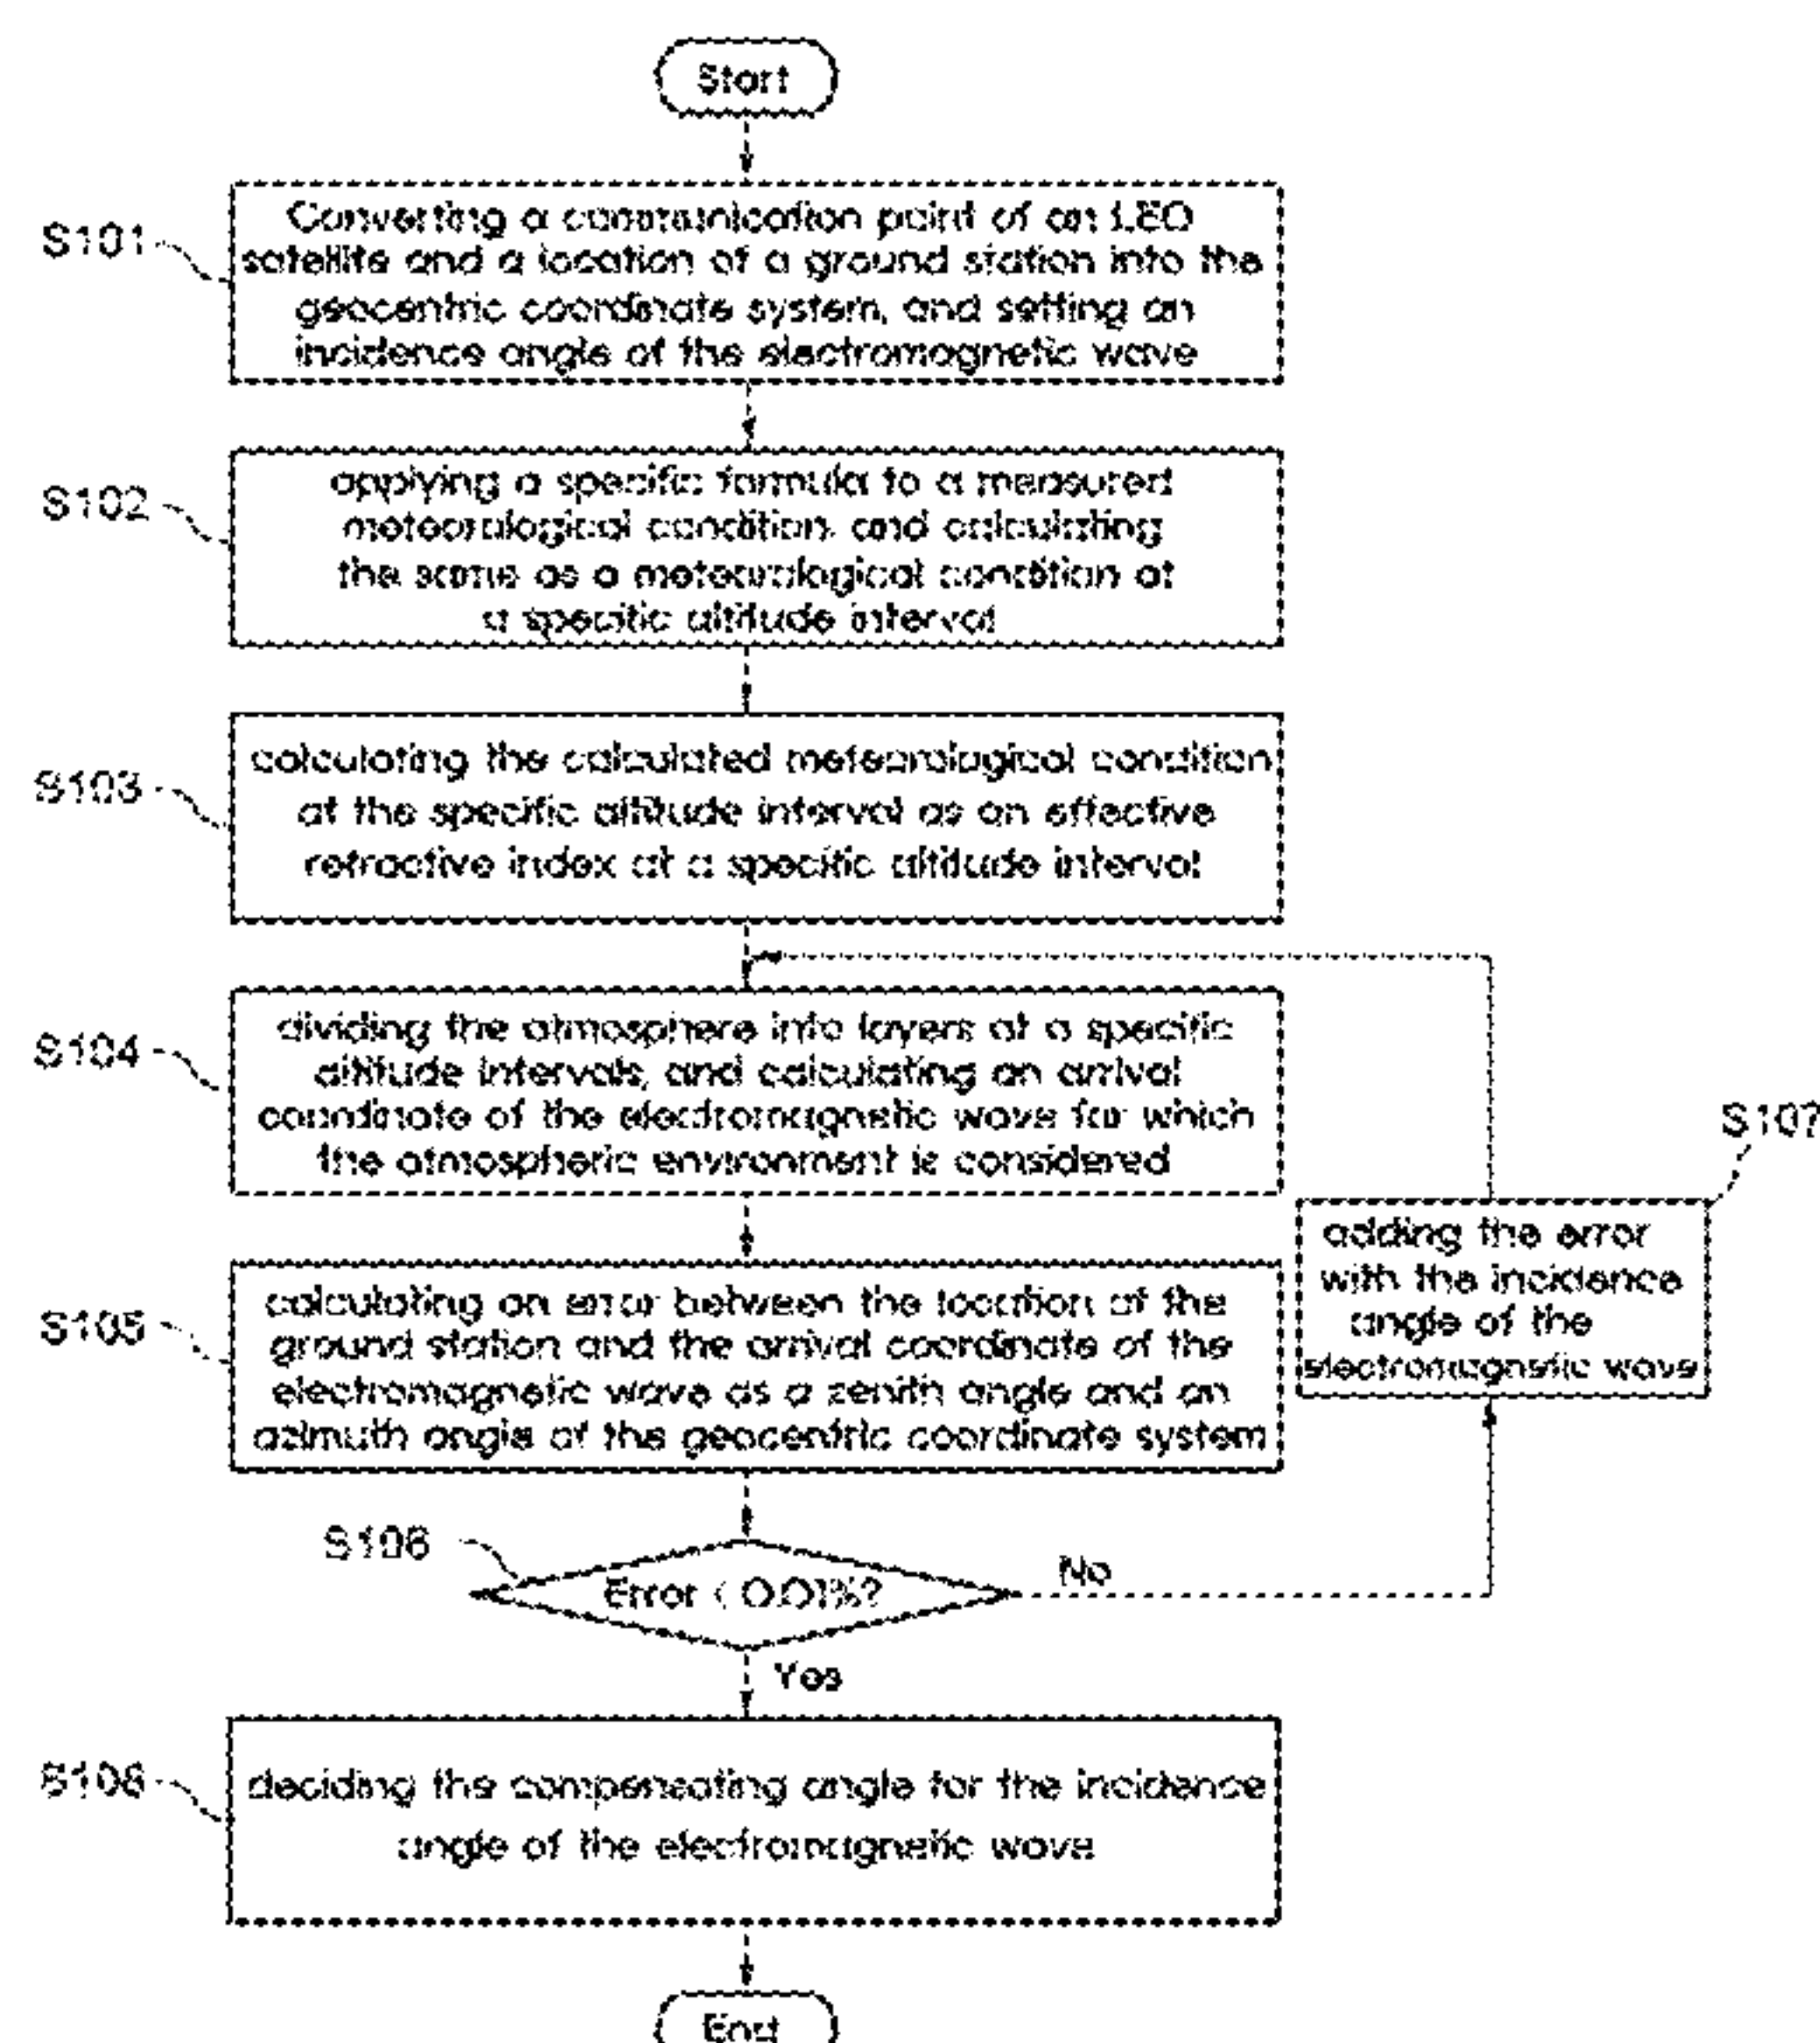 Start
S101
Converting a communication point of an LEO
satellite and a location of a ground station into the
geocentric coordinate system, and setting an
incidence angle of the electromagnetic wave
S102
applying a specific formula to a measured
meteorological condition, and calculating
the same as a meteorological condition at
a specific altitude interval
S103
calculating the calculated meteorological condition
at the specific altitude interval as an effective
refractive index at a specific altitude interval
S104
dividing the atmosphere into layers at a specific
altitude intervals, and calculating an arrival
coordinate of the electromagnetic wave for which
the atmospheric environment is considered
S107
adding the error
with the incidence
angle of the
electromagnetic wave
S105
calculating an error between the location of the
ground station and the arrival coordinate of the
electromagnetic wave as a zenith angle and an
azimuth angle of the geocentric coordinate system
S106
Error < 0.01%?
No
Yes
S108
deciding the compensating angle for the incidence
angle of the electromagnetic wave
End